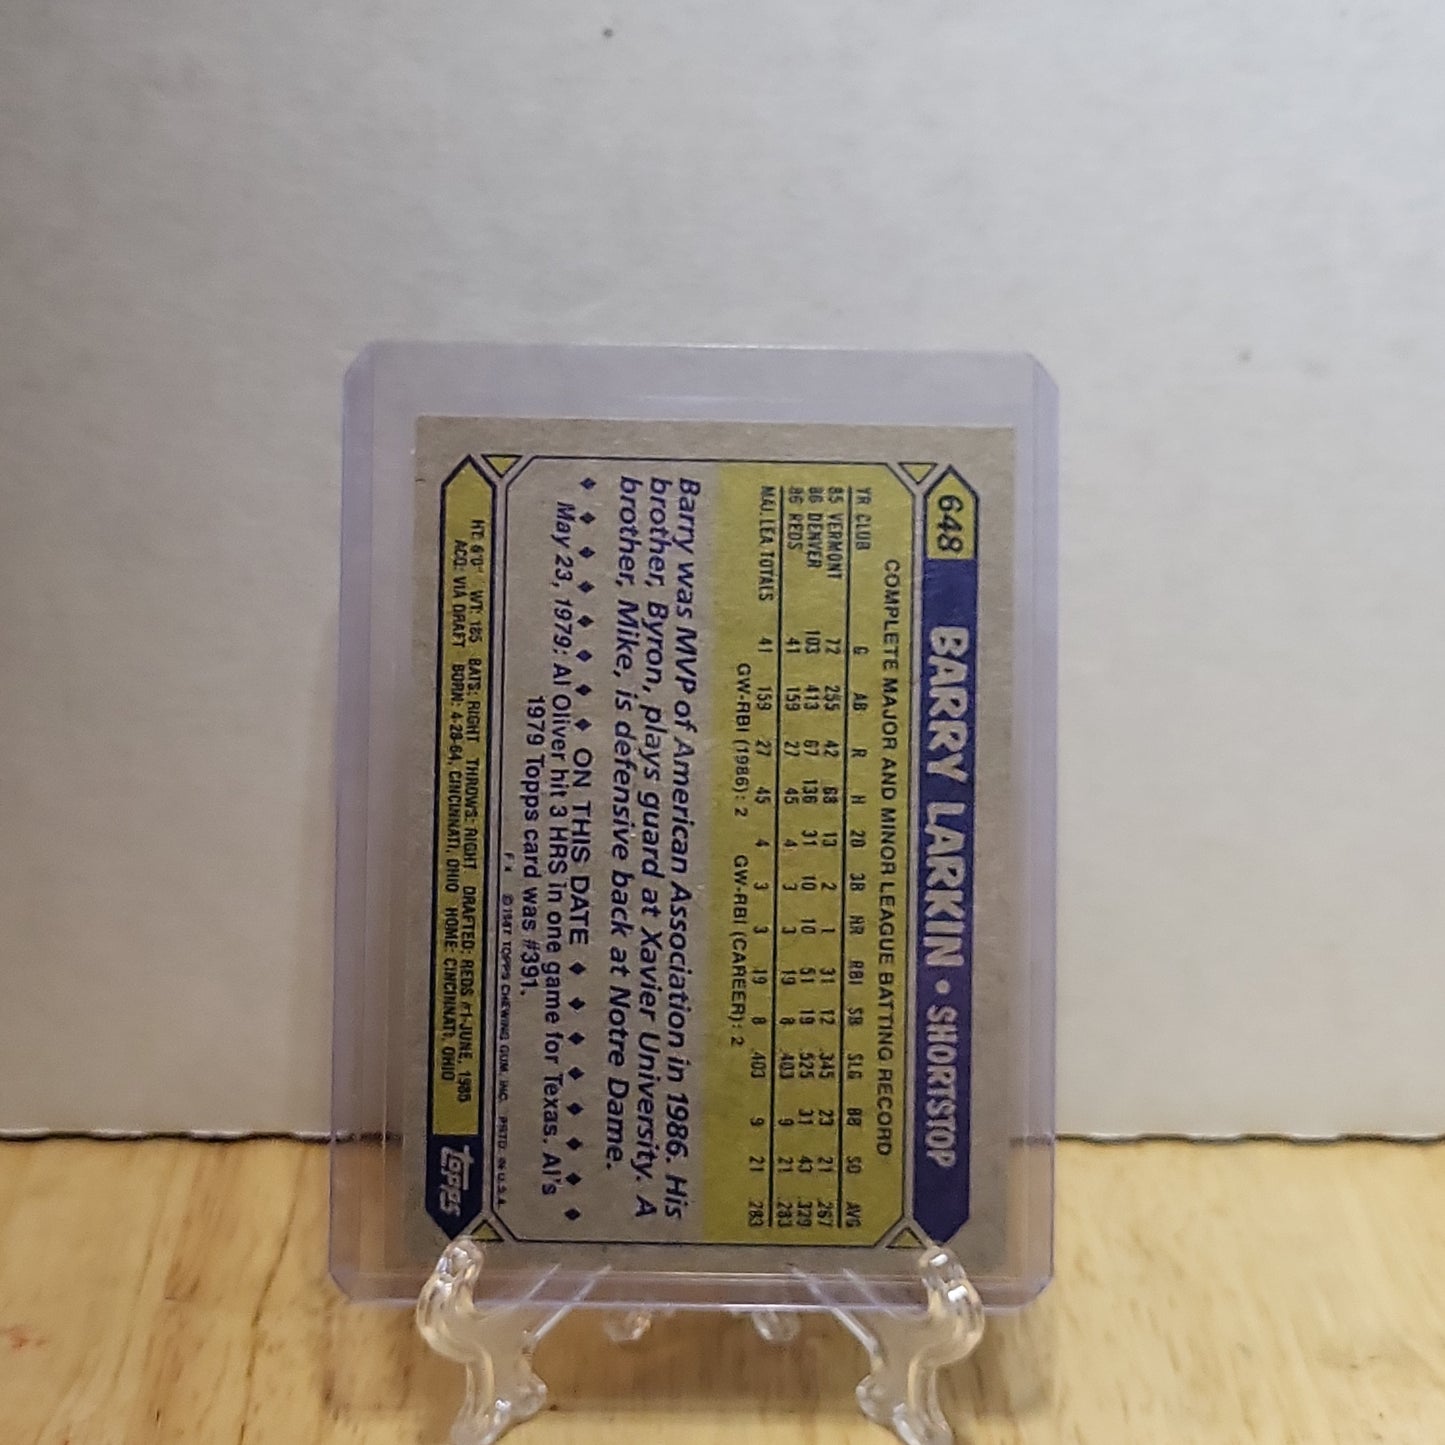 648 BARRY LARKIN • SHORTSTOP
COMPLETE MAJOR AND MINOR LEAGUE BATTING RECORD
YR CLUB G AB R H 2B 3B HR RBI SB SLG BB SO AVG
85 VERMONT 72 255 42 68 13 2 1 31 12 .345 23 21 .267
86 DENVER 103 413 67 136 31 10 10 51 19 .525 31 43 .329
86 REDS 41 159 27 45 4 3 3 19 8 .403 9 21 .283
MAJ. LEA. TOTALS 41 159 27 45 4 3 3 19 8 .403 9 21 .283
GW-RBI (1986): 2 GW-RBI (CAREER): 2
Barry was MVP of American Association in 1986. His
brother, Byron, plays guard at Xavier University. A
brother, Mike, is defensive back at Notre Dame.
ON THIS DATE
May 23, 1979: Al Oliver hit 3 HRS in one game for Texas. Al's
1979 Topps card was #391.
© 1987 TOPPS CHEWING GUM, INC. PRTD. IN U.S.A.
HT: 6'0" WT: 185 BATS: RIGHT THROWS: RIGHT DRAFTED: REDS #1-JUNE, 1985
ACQ: VIA DRAFT BORN: 4-28-64, CINCINNATI, OHIO HOME: CINCINNATI, OHIO
TOPPS